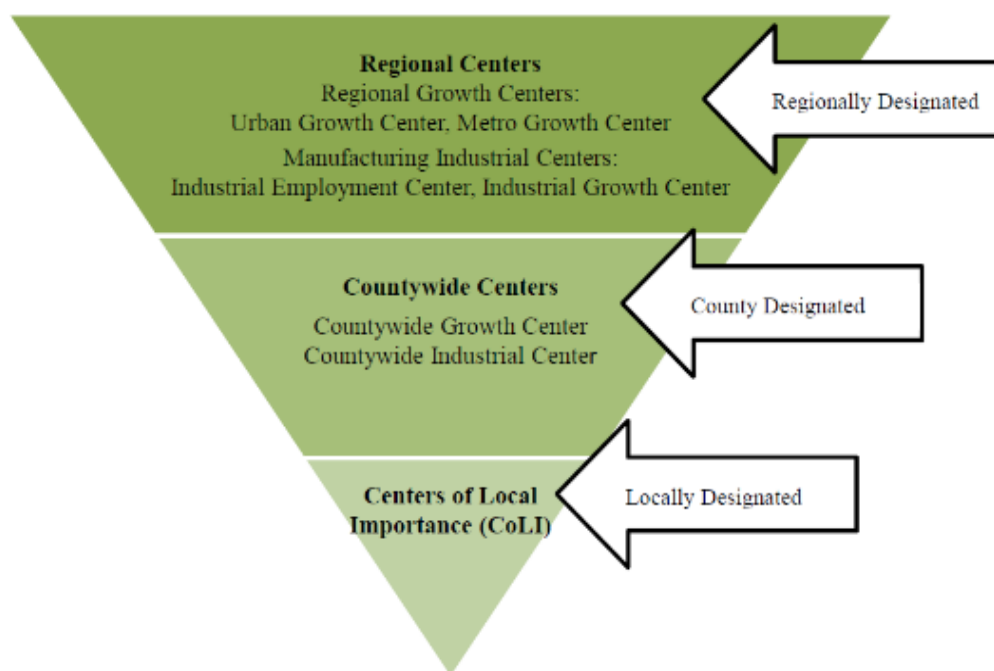 Regional Centers
Regional Growth Centers:
Urban Growth Center, Metro Growth Center
Manufacturing Industrial Centers:
Industrial Employment Center, Industrial Growth Center
Regionally Designated
Countywide Centers
Countywide Growth Center
Countywide Industrial Center
County Designated
Centers of Local
Importance (CoLI)
Locally Designated